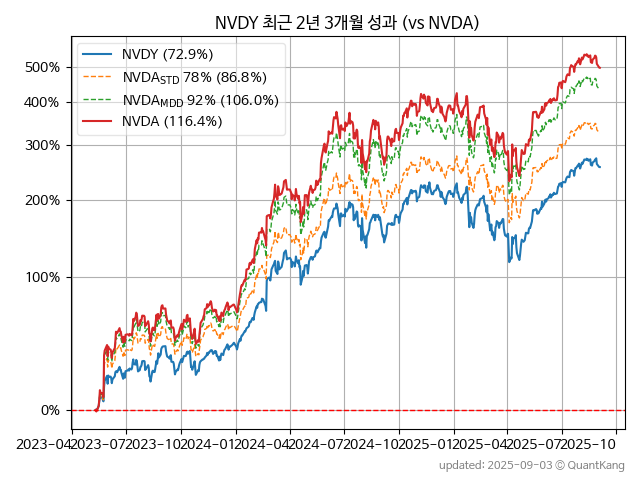 NVDY 최근 2년 3개월 성과 (vs NVDA)
NVDY (72.9%)
NVDA_STD 78% (86.8%)
NVDA_MDD 92% (106.0%)
NVDA (116.4%)
500%
400%
300%
200%
100%
0%
2023-04 2023-07 2023-10 2024-01 2024-04 2024-07 2024-10 2025-01 2025-04 2025-07 2025-10
updated: 2025-09-03 © QuantKang